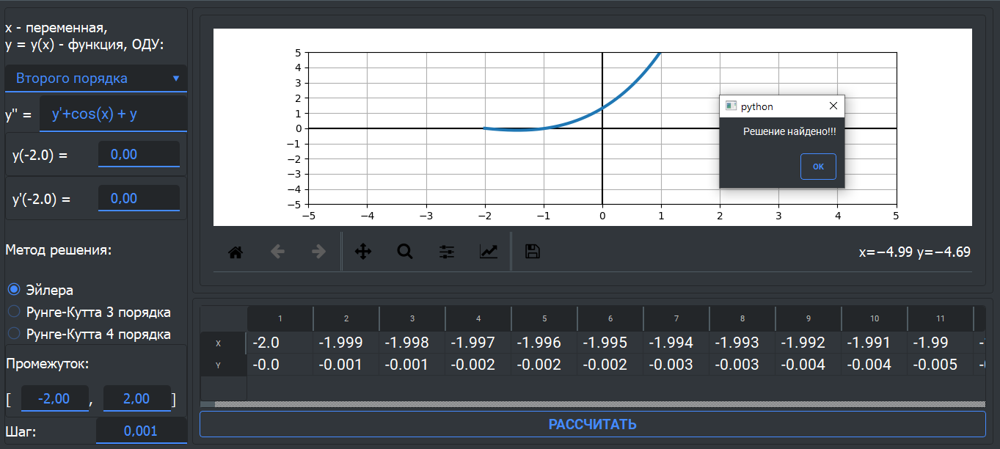 x - переменная,
y = y(x) - функция, ОДУ:
Второго порядка
y'' = y'+cos(x) + y
y(-2.0) = 0,00
y'(-2.0) = 0,00
Метод решения:
Эйлера
Рунге-Кутта 3 порядка
Рунге-Кутта 4 порядка
Промежуток:
[ -2,00 , 2,00 ]
Шаг: 0,001
5
4
3
2
1
0
−1
−2
−3
−4
−5
−5 −4 −3 −2 −1 0 1 2 3 4 5
python
Решение найдено!!!
ОК
x=−4.99 y=−4.69
1 2 3 4 5 6 7 8 9 10 11
X -2.0 -1.999 -1.998 -1.997 -1.996 -1.995 -1.994 -1.993 -1.992 -1.991 -1.99
Y -0.0 -0.001 -0.001 -0.002 -0.002 -0.002 -0.003 -0.003 -0.004 -0.004 -0.005
РАССЧИТАТЬ